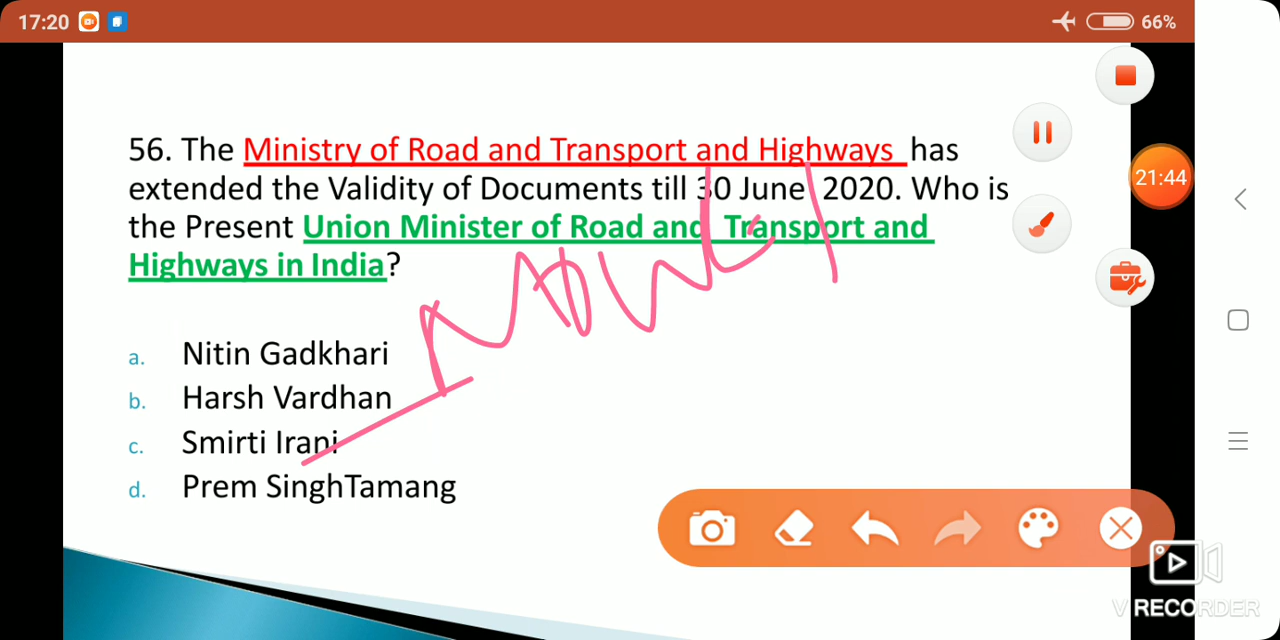 17:20 66%
56. The Ministry of Road and Transport and Highways has
extended the Validity of Documents till 30 June 2020. Who is
the Present Union Minister of Road and Transport and
Highways in India?
21:44
a. Nitin Gadkhari
b. Harsh Vardhan
c. Smirti Irani
d. Prem SinghTamang
V RECORDER